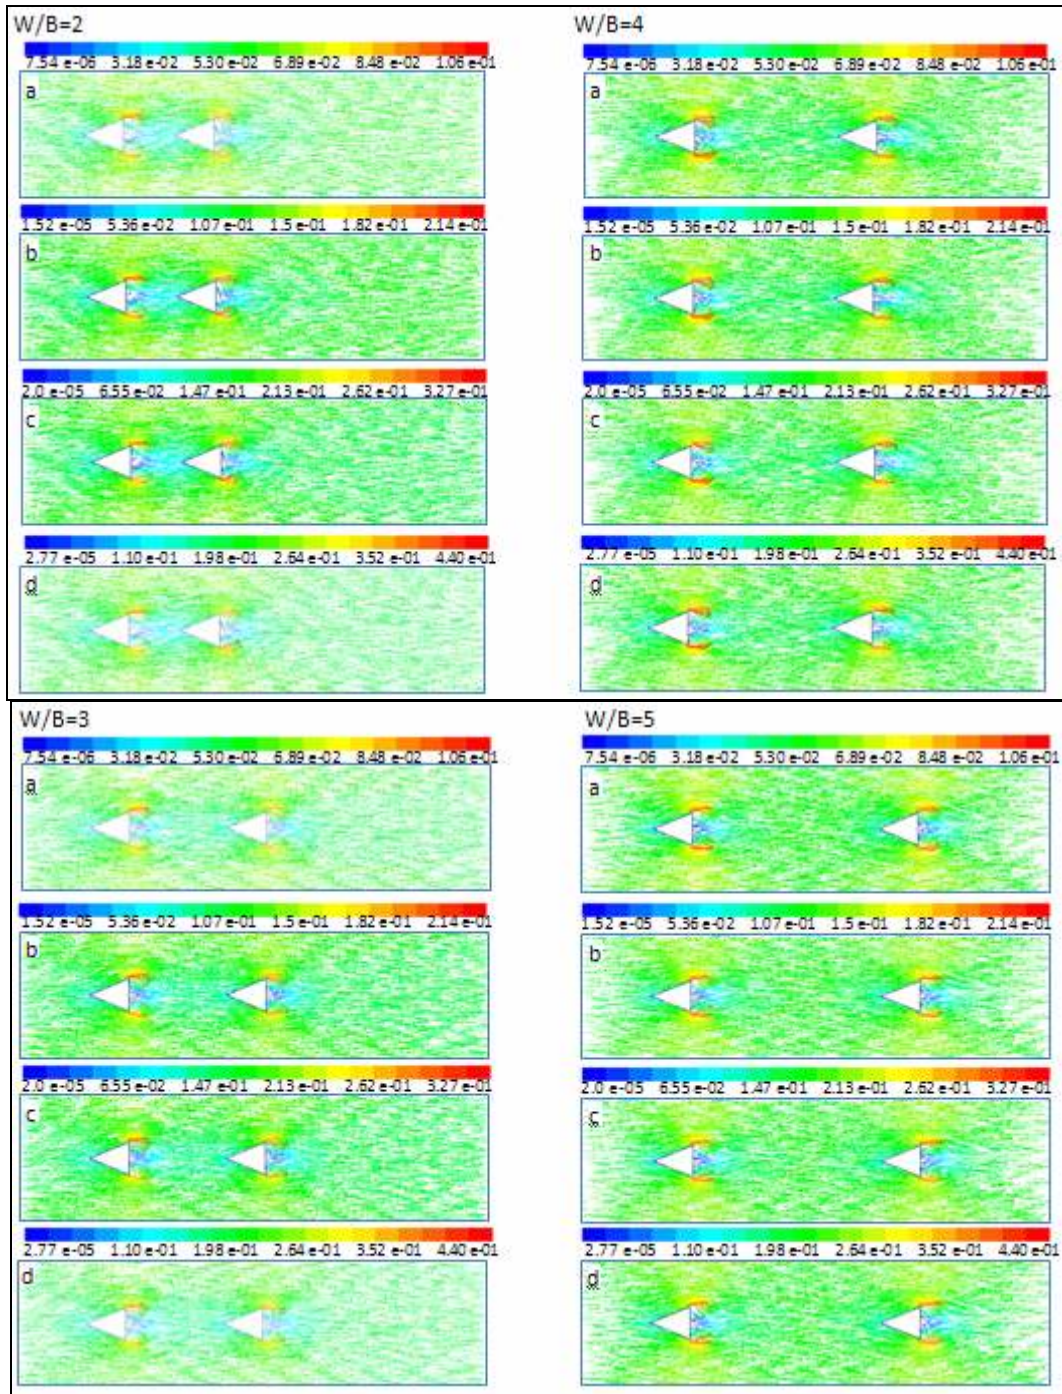 W/B=2
7.54 e-06 3.18 e-02 5.30 e-02 6.89 e-02 8.48 e-02 1.06 e-01
a
1.52 e-05 5.36 e-02 1.07 e-01 1.5 e-01 1.82 e-01 2.14 e-01
b
2.0 e-05 6.55 e-02 1.47 e-01 2.13 e-01 2.62 e-01 3.27 e-01
c
2.77 e-05 1.10 e-01 1.98 e-01 2.64 e-01 3.52 e-01 4.40 e-01
d
W/B=4
7.54 e-06 3.18 e-02 5.30 e-02 6.89 e-02 8.48 e-02 1.06 e-01
a
1.52 e-05 5.36 e-02 1.07 e-01 1.5 e-01 1.82 e-01 2.14 e-01
b
2.0 e-05 6.55 e-02 1.47 e-01 2.13 e-01 2.62 e-01 3.27 e-01
c
2.77 e-05 1.10 e-01 1.98 e-01 2.64 e-01 3.52 e-01 4.40 e-01
d
W/B=3
7.54 e-06 3.18 e-02 5.30 e-02 6.89 e-02 8.48 e-02 1.06 e-01
a
1.52 e-05 5.36 e-02 1.07 e-01 1.5 e-01 1.82 e-01 2.14 e-01
b
2.0 e-05 6.55 e-02 1.47 e-01 2.13 e-01 2.62 e-01 3.27 e-01
c
2.77 e-05 1.10 e-01 1.98 e-01 2.64 e-01 3.52 e-01 4.40 e-01
d
W/B=5
7.54 e-06 3.18 e-02 5.30 e-02 6.89 e-02 8.48 e-02 1.06 e-01
a
1.52 e-05 5.36 e-02 1.07 e-01 1.5 e-01 1.82 e-01 2.14 e-01
b
2.0 e-05 6.55 e-02 1.47 e-01 2.13 e-01 2.62 e-01 3.27 e-01
c
2.77 e-05 1.10 e-01 1.98 e-01 2.64 e-01 3.52 e-01 4.40 e-01
d